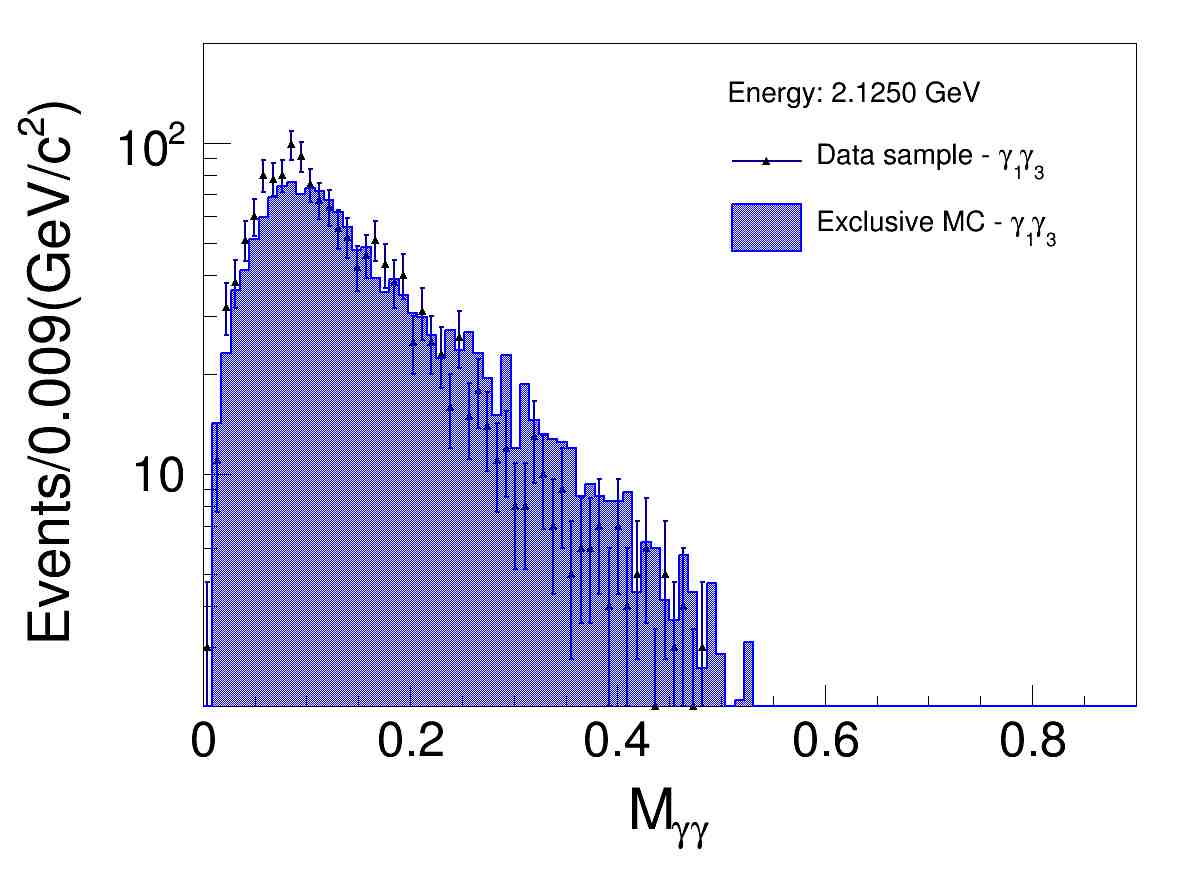 Events/0.009(GeV/c²)
10²
10
Energy: 2.1250 GeV
Data sample - γ₁γ₃
Exclusive MC - γ₁γ₃
0 0.2 0.4 0.6 0.8
Mγγ